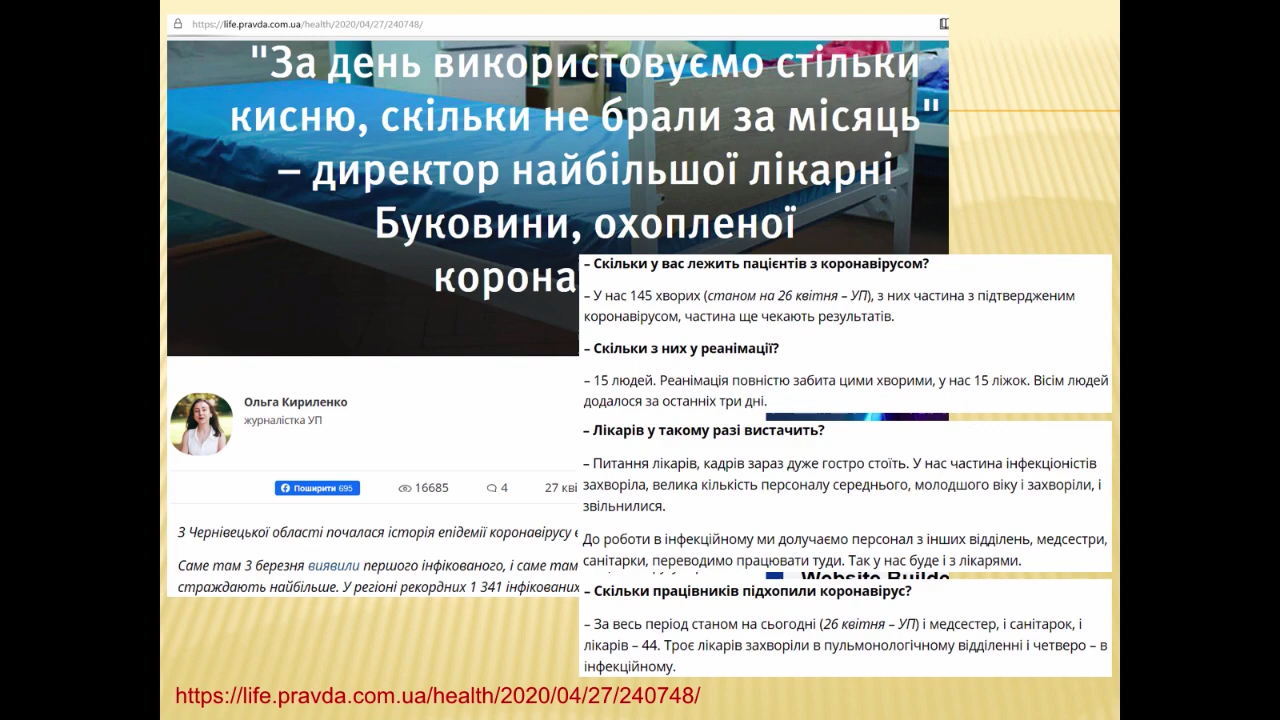 https://life.pravda.com.ua/health/2020/04/27/240748/
"За день використовуємо стільки
кисню, скільки не брали за місяць"
– директор найбільшої лікарні
Буковини, охопленої
корона
Ольга Кириленко
журналістка УП
Поширити 695
16685
4
27 кві
З Чернівецької області почалася історія епідемії коронавірусу
Саме там 3 березня виявили першого інфікованого, і саме там
страждають найбільше. У регіоні рекордних 1 341 інфікованих
– Скільки у вас лежить пацієнтів з коронавірусом?
– У нас 145 хворих (станом на 26 квітня – УП), з них частина з підтвердженим
коронавірусом, частина ще чекають результатів.
– Скільки з них у реанімації?
– 15 людей. Реанімація повністю забита цими хворими, у нас 15 ліжок. Вісім людей
додалося за останніх три дні.
– Лікарів у такому разі вистачить?
– Питання лікарів, кадрів зараз дуже гостро стоїть. У нас частина інфекціоністів
захворіла, велика кількість персоналу середнього, молодшого віку і захворіли, і
звільнилися.
До роботи в інфекційному ми долучаємо персонал з інших відділень, медсестри,
санітарки, переводимо працювати туди. Так у нас буде і з лікарями.
Website Builde
– Скільки працівників підхопили коронавірус?
– За весь період станом на сьогодні (26 квітня – УП) і медсестер, і санітарок, і
лікарів – 44. Троє лікарів захворіли в пульмонологічному відділенні і четверо – в
інфекційному.
https://life.pravda.com.ua/health/2020/04/27/240748/